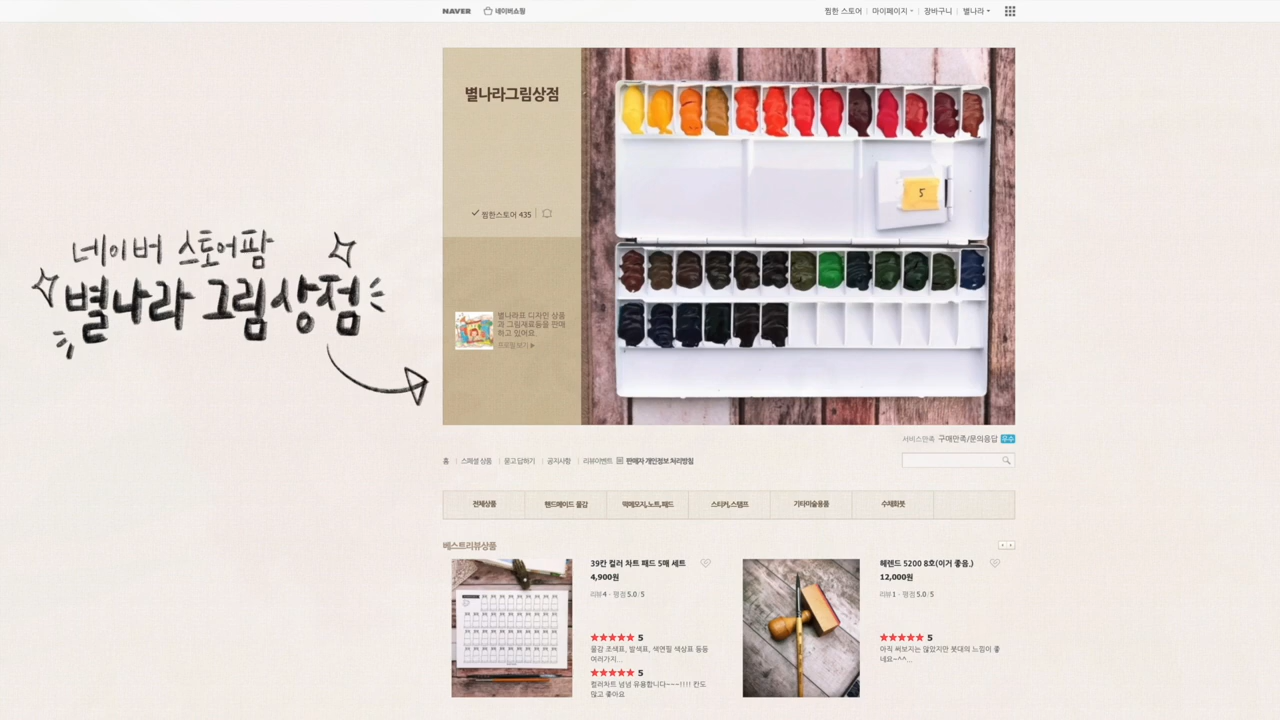 NAVER 네이버쇼핑 찜한 스토어 마이페이지 장바구니 별나라
별나라그림상점
5
찜한스토어 435
네이버 스토어팜
별나라 그림상점
별나라표 디자인 상품
과 그림재료들을 판매
하고 있어요.
프로필보기 ▶
서비스만족 구매만족/문의응답 우수
홈 스페셜 상품 묻고 답하기 공지사항 리뷰이벤트 판매자 개인정보 처리방침
전체상품 핸드메이드 물감 떡메모지,노트,패드 스티커,스탬프 기타미술용품 수채화붓
베스트리뷰상품
39칸 컬러 차트 패드 5매 세트
4,900원
리뷰 4 · 평점 5.0/5
★★★★★ 5
물감 조색표, 발색표, 색연필 색상표 등등
여러가지...
★★★★★ 5
컬러차트 넘넘 유용합니다~~~!!!! 칸도
많고 좋아요
헤렌드 5200 8호(이거 좋음.)
12,000원
리뷰 1 · 평점 5.0/5
★★★★★ 5
아직 써보지는 않았지만 붓대의 느낌이 좋
네요~^^..